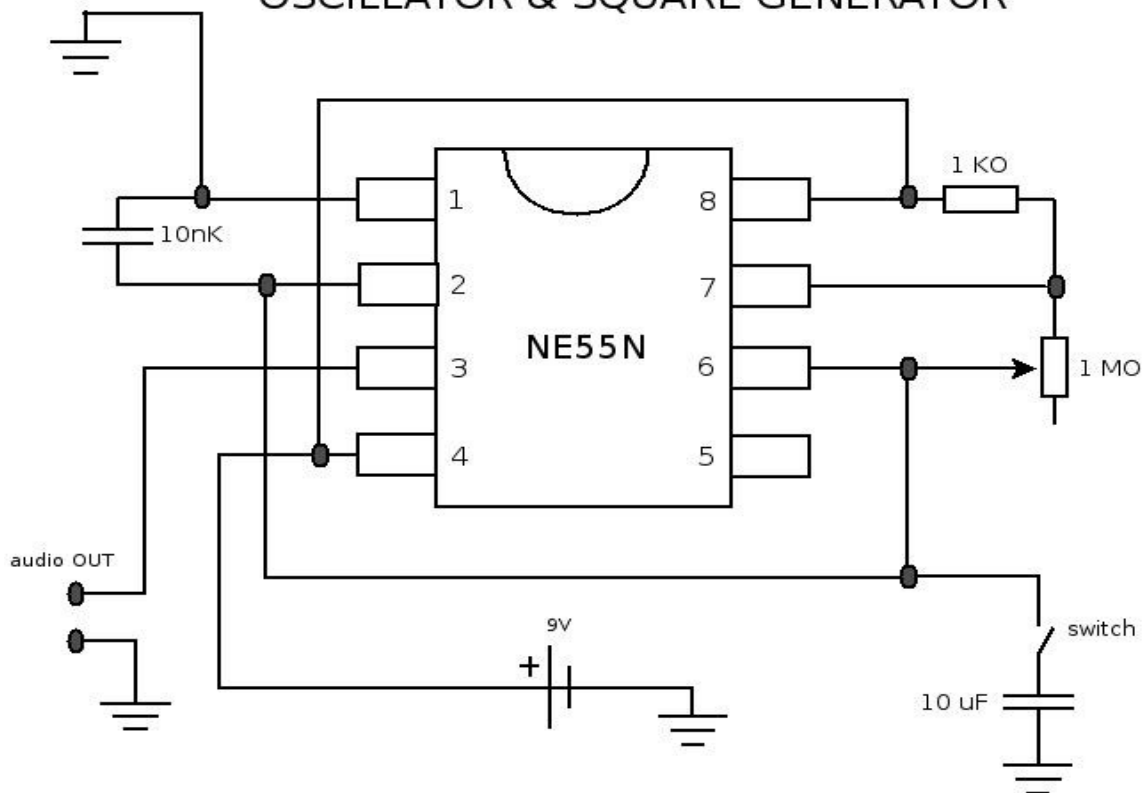 OSCILLATOR & SQUARE GENERATOR
1 KO
1
8
10nK
2
7
NE55N
3
6
1 MO
4
5
audio OUT
9V
+
switch
10 uF